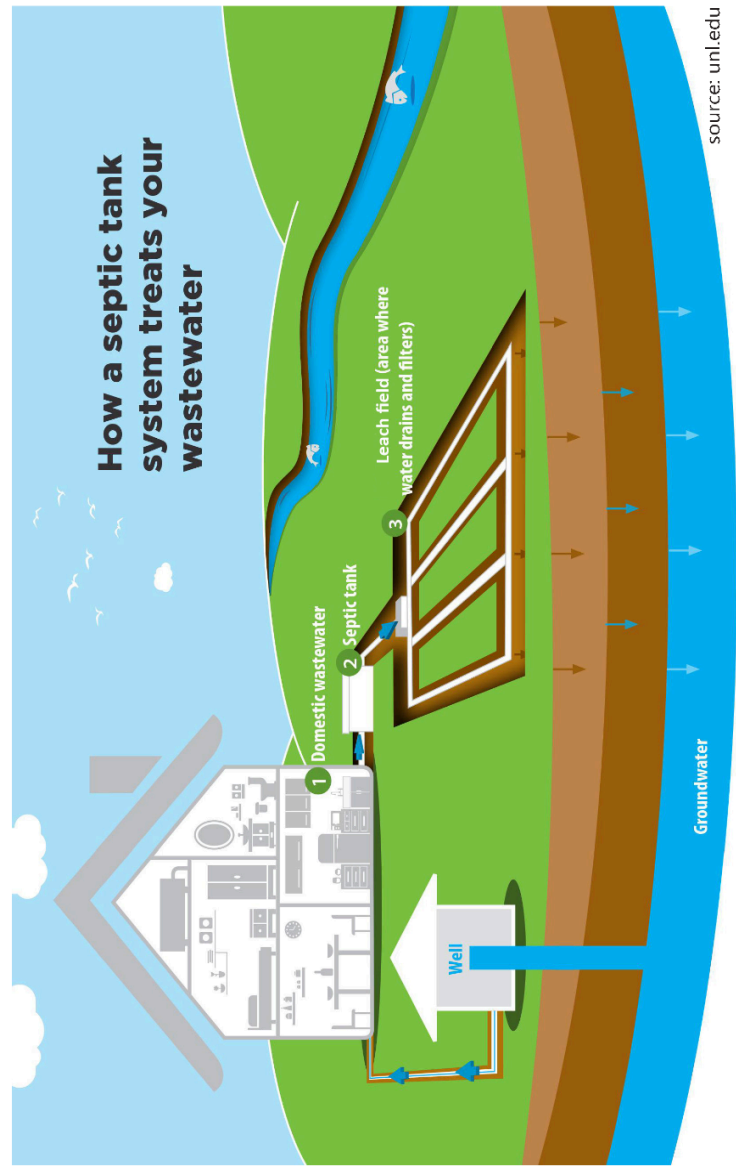 How a septic tank
system treats your
wastewater
1
Domestic wastewater
2
Septic tank
3
Leach field (area where
water drains and filters)
Well
Groundwater
source: unl.edu